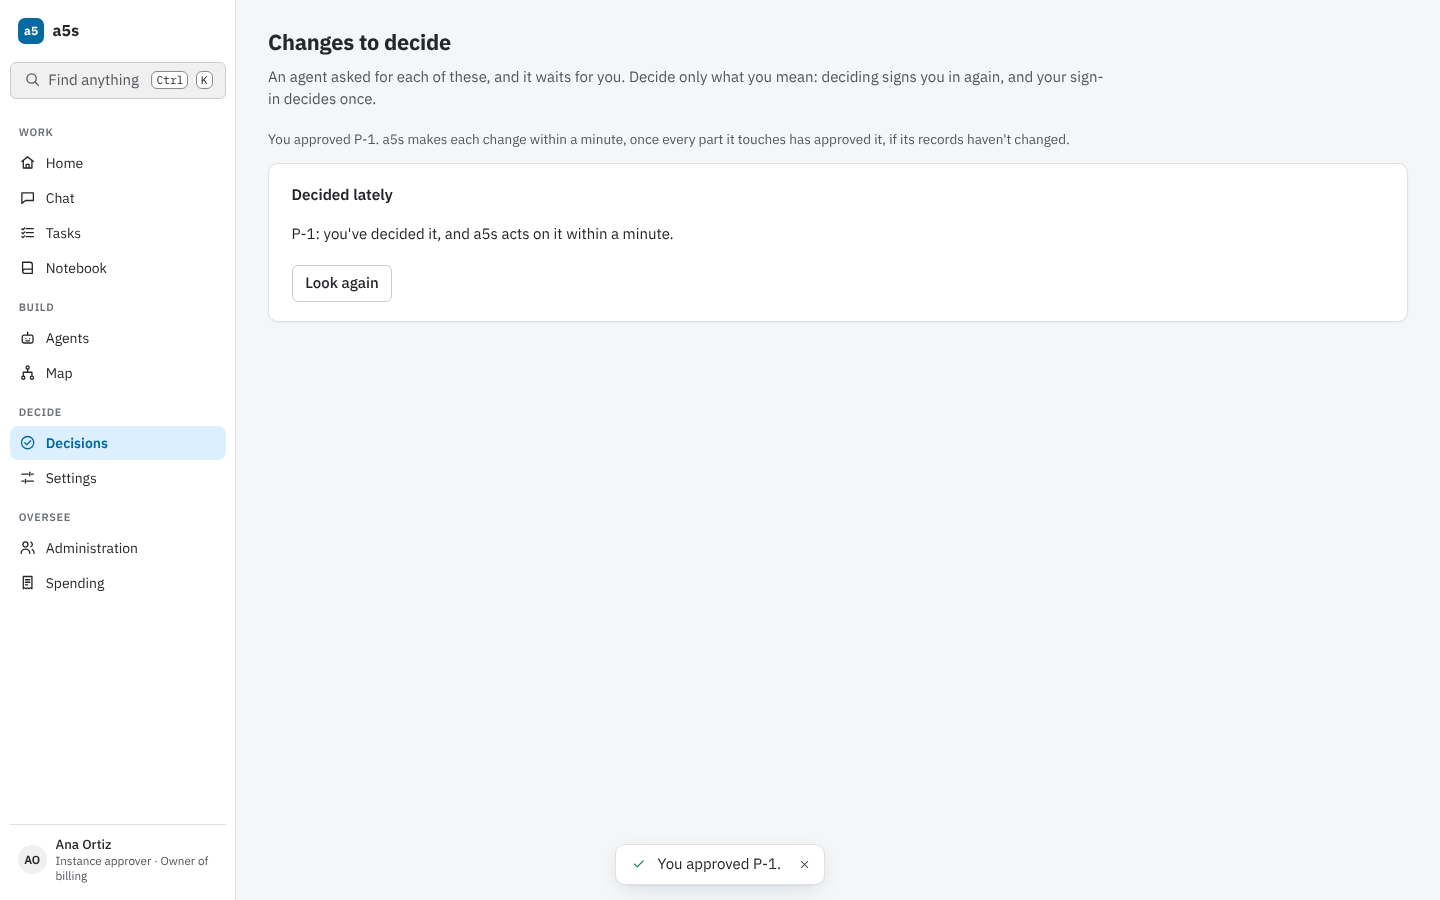 a5 a5s
Find anything Ctrl K
WORK
Home
Chat
Tasks
Notebook
BUILD
Agents
Map
DECIDE
Decisions
Settings
OVERSEE
Administration
Spending
AO Ana Ortiz
Instance approver · Owner of
billing
Changes to decide
An agent asked for each of these, and it waits for you. Decide only what you mean: deciding signs you in again, and your sign-
in decides once.
You approved P-1. a5s makes each change within a minute, once every part it touches has approved it, if its records haven't changed.
Decided lately
P-1: you've decided it, and a5s acts on it within a minute.
Look again
You approved P-1.